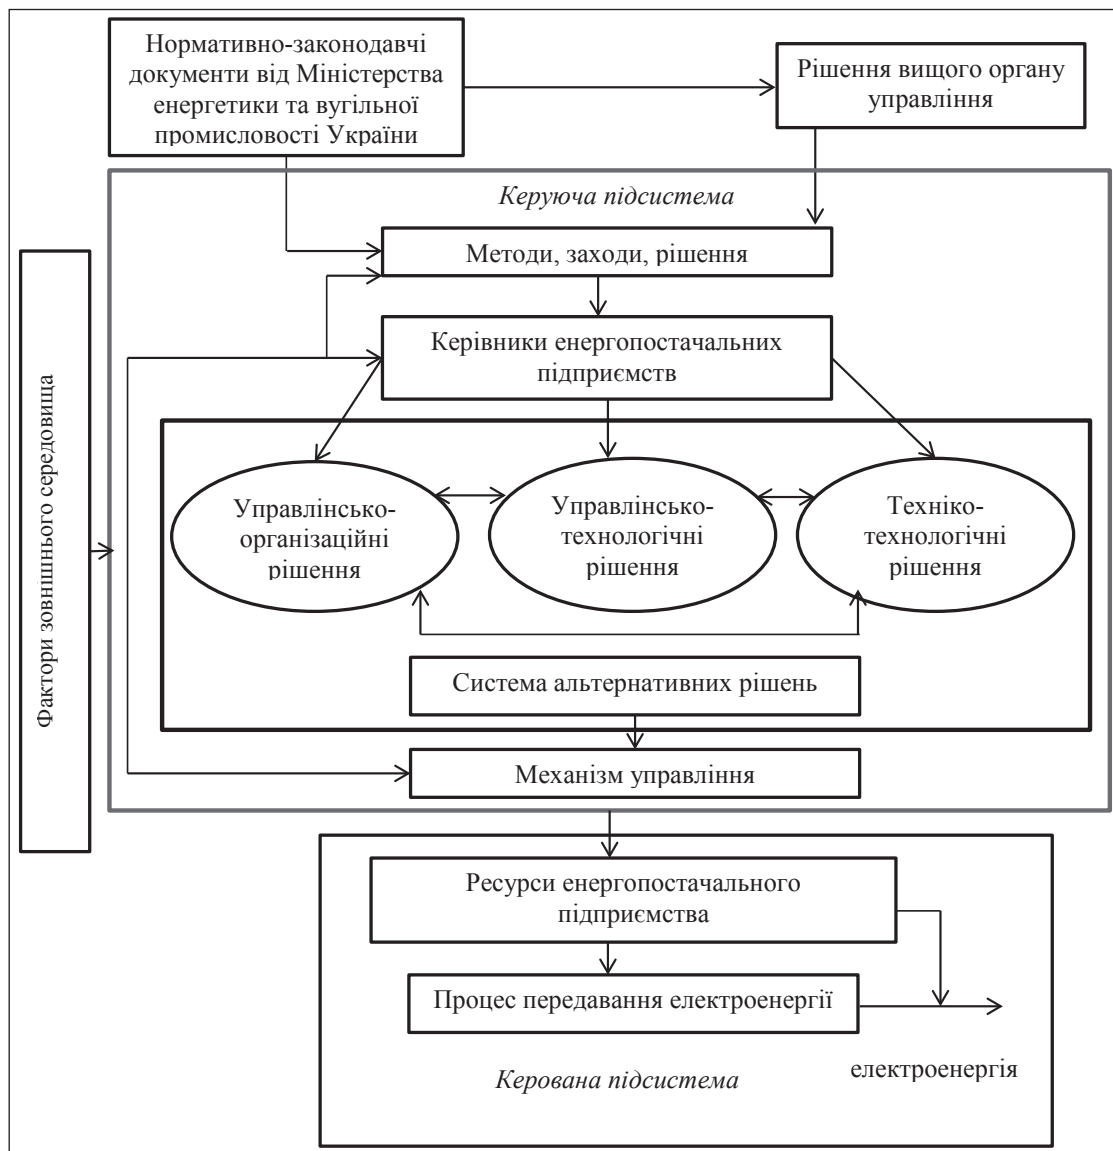 Нормативно-законодавчі
документи від Міністерства
енергетики та вугільної
промисловості України
Рішення вищого органу
управління
Керуюча підсистема
Методи, заходи, рішення
Керівники енергопостачальних
підприємств
Фактори зовнішнього середовища
Управлінсько-
організаційні
рішення
Управлінсько-
технологічні
рішення
Техніко-
технологічні
рішення
Система альтернативних рішень
Механізм управління
Ресурси енергопостачального
підприємства
Процес передавання електроенергії
електроенергія
Керована підсистема